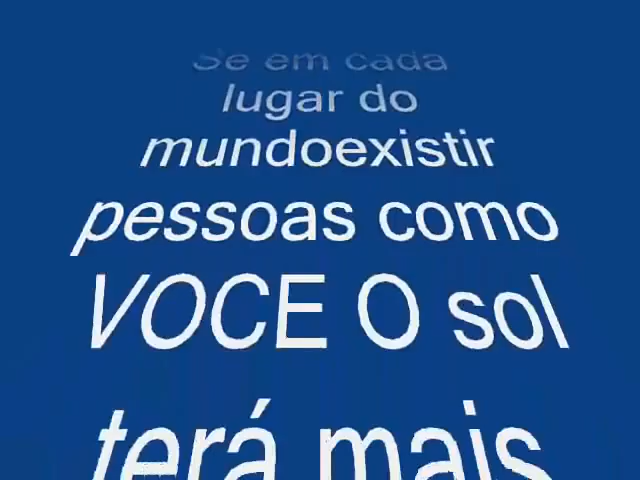 Se em cada
lugar do
mundoexistir
pessoas como
VOCE O sol
terá mais